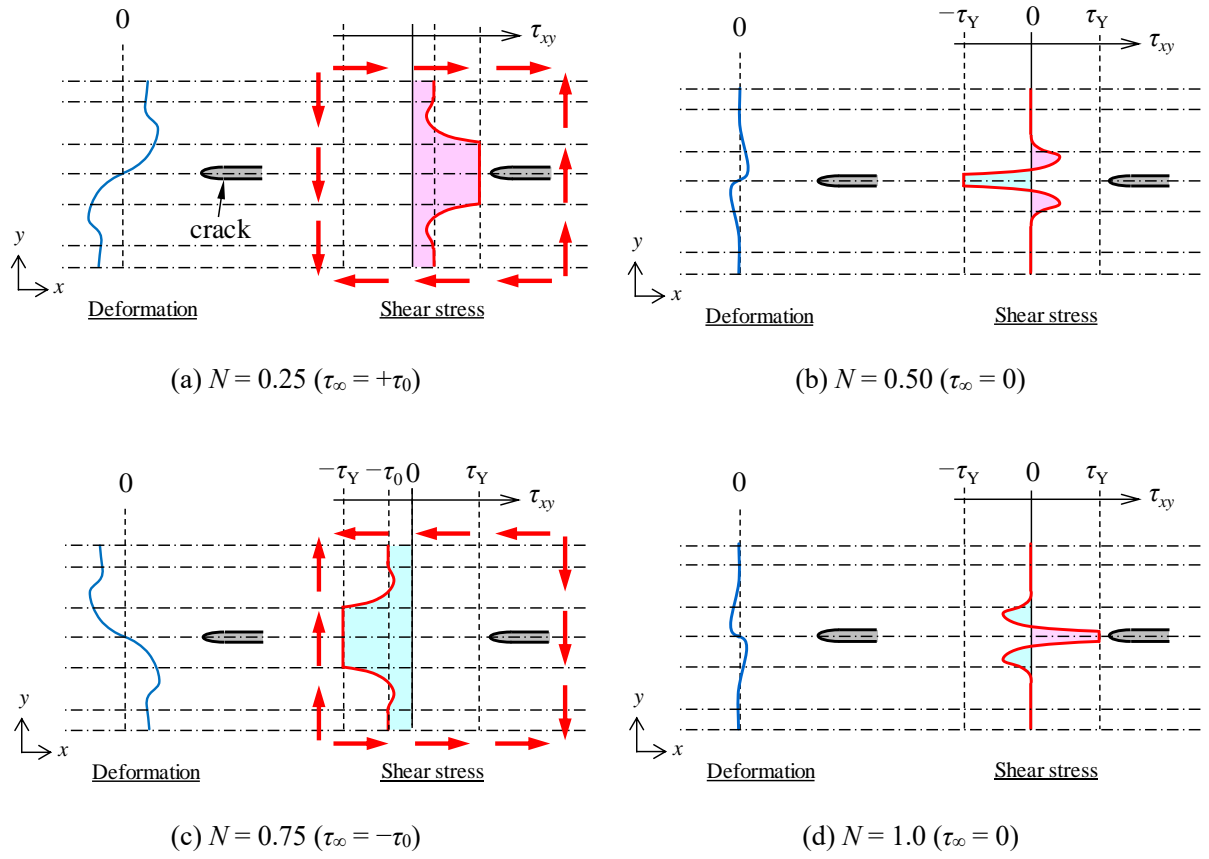 0
τxy
crack
y
x
Deformation
Shear stress
(a) N = 0.25 (τ∞ = +τ0)
−τY 0 τY
0
τxy
y
x
Deformation
Shear stress
(b) N = 0.50 (τ∞ = 0)
0
−τY −τ0 0 τY
τxy
y
x
Deformation
Shear stress
(c) N = 0.75 (τ∞ = −τ0)
−τY 0 τY
0
τxy
y
x
Deformation
Shear stress
(d) N = 1.0 (τ∞ = 0)